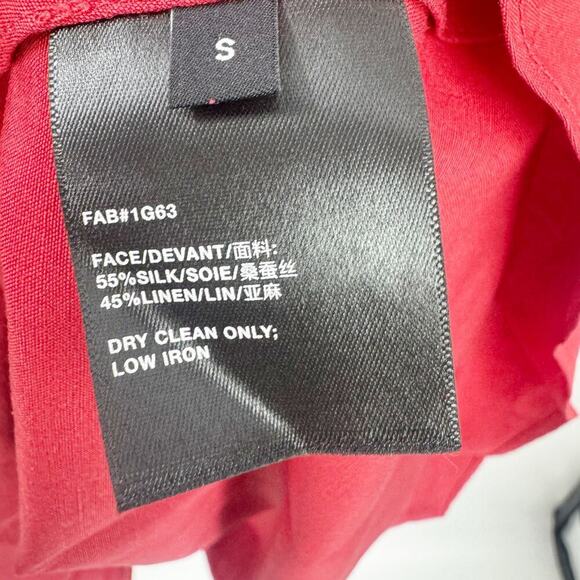 S
FAB#1G63
FACE/DEVANT/面料:
55%SILK/SOIE/桑蚕丝
45%LINEN/LIN/亚麻
DRY CLEAN ONLY;
LOW IRON